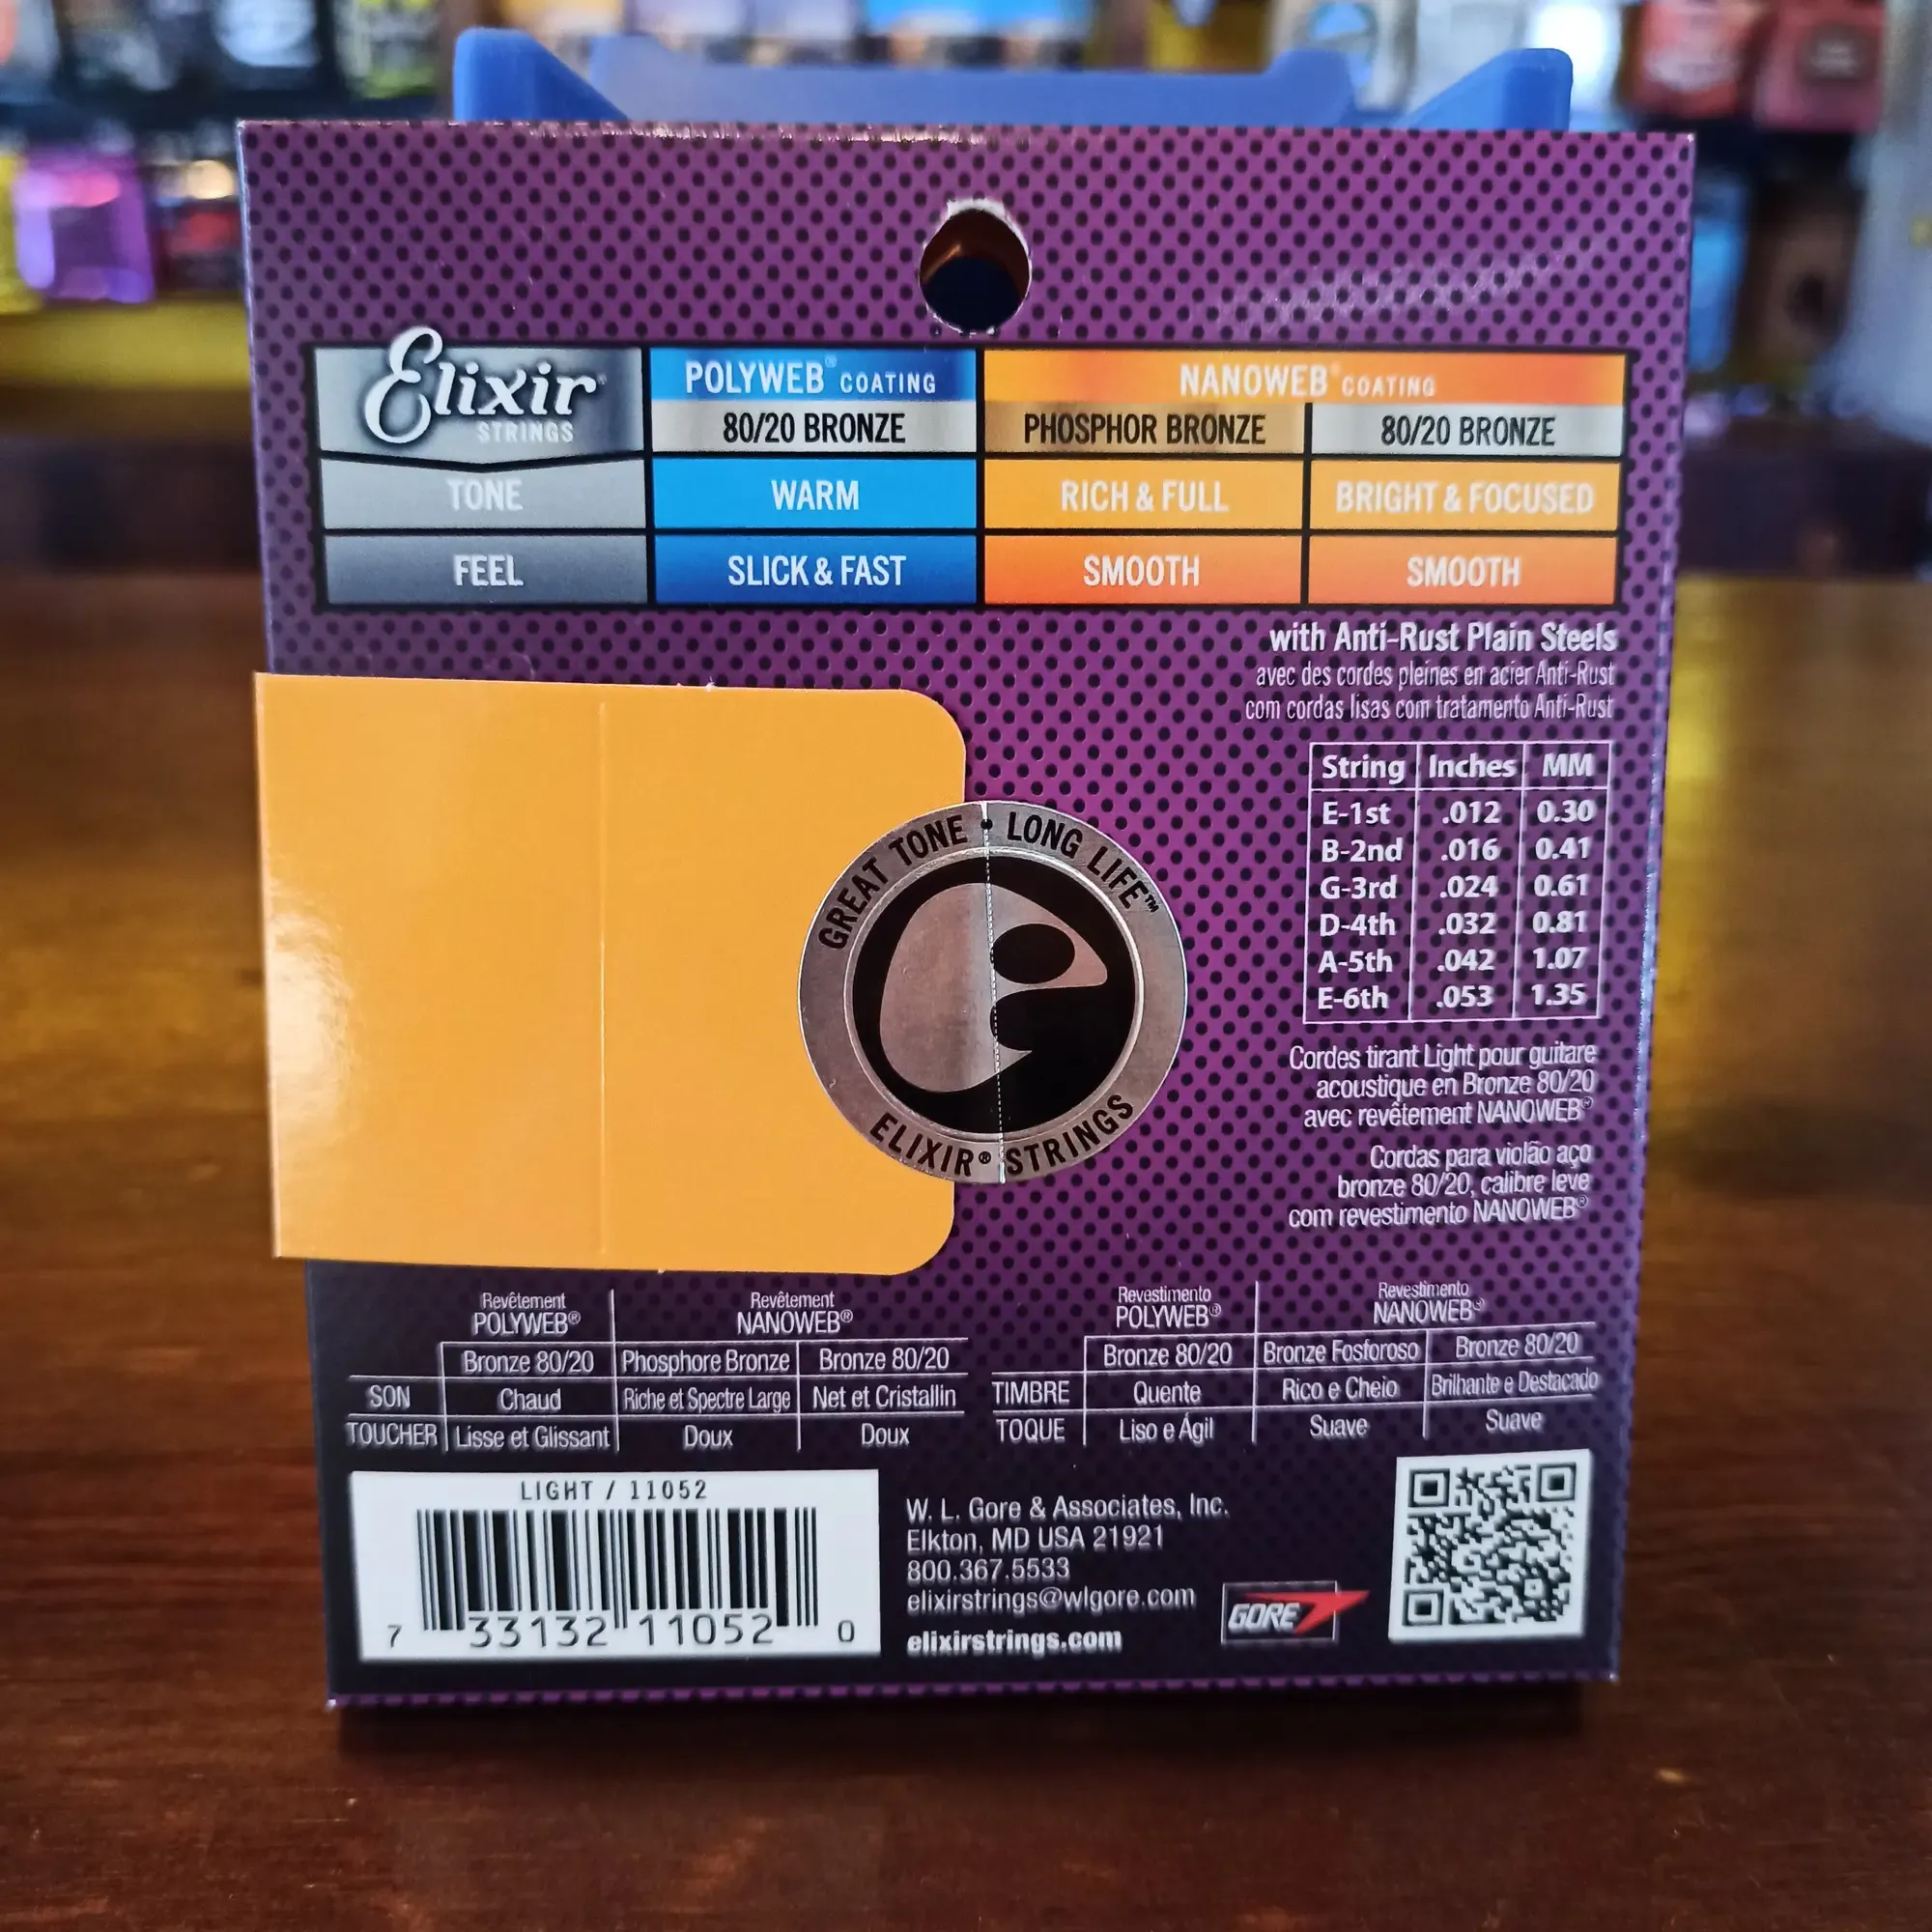 Elixir®
STRINGS
POLYWEB® COATING
NANOWEB® COATING
80/20 BRONZE
PHOSPHOR BRONZE
80/20 BRONZE
TONE
WARM
RICH & FULL
BRIGHT & FOCUSED
FEEL
SLICK & FAST
SMOOTH
SMOOTH
with Anti-Rust Plain Steels
avec des cordes pleines en acier Anti-Rust
com cordas lisas com tratamento Anti-Rust
String Inches MM
E-1st .012 0.30
B-2nd .016 0.41
G-3rd .024 0.61
D-4th .032 0.81
A-5th .042 1.07
E-6th .053 1.35
GREAT TONE • LONG LIFE™
ELIXIR® STRINGS
Cordes tirant Light pour guitare
acoustique en Bronze 80/20
avec revêtement NANOWEB®
Cordas para violão aço
bronze 80/20, calibre leve
com revestimento NANOWEB®
Revêtement
POLYWEB®
Revêtement
NANOWEB®
Bronze 80/20 Phosphore Bronze Bronze 80/20
SON Chaud Riche et Spectre Large Net et Cristallin
TOUCHER Lisse et Glissant Doux Doux
Revestimento
POLYWEB®
Revestimento
NANOWEB®
Bronze 80/20 Bronze Fosforoso Bronze 80/20
TIMBRE Quente Rico e Cheio Brilhante e Destacado
TOQUE Liso e Ágil Suave Suave
LIGHT / 11052
7 33132 11052 0
W. L. Gore & Associates, Inc.
Elkton, MD USA 21921
800.367.5533
elixirstrings@wlgore.com
elixirstrings.com
GORE